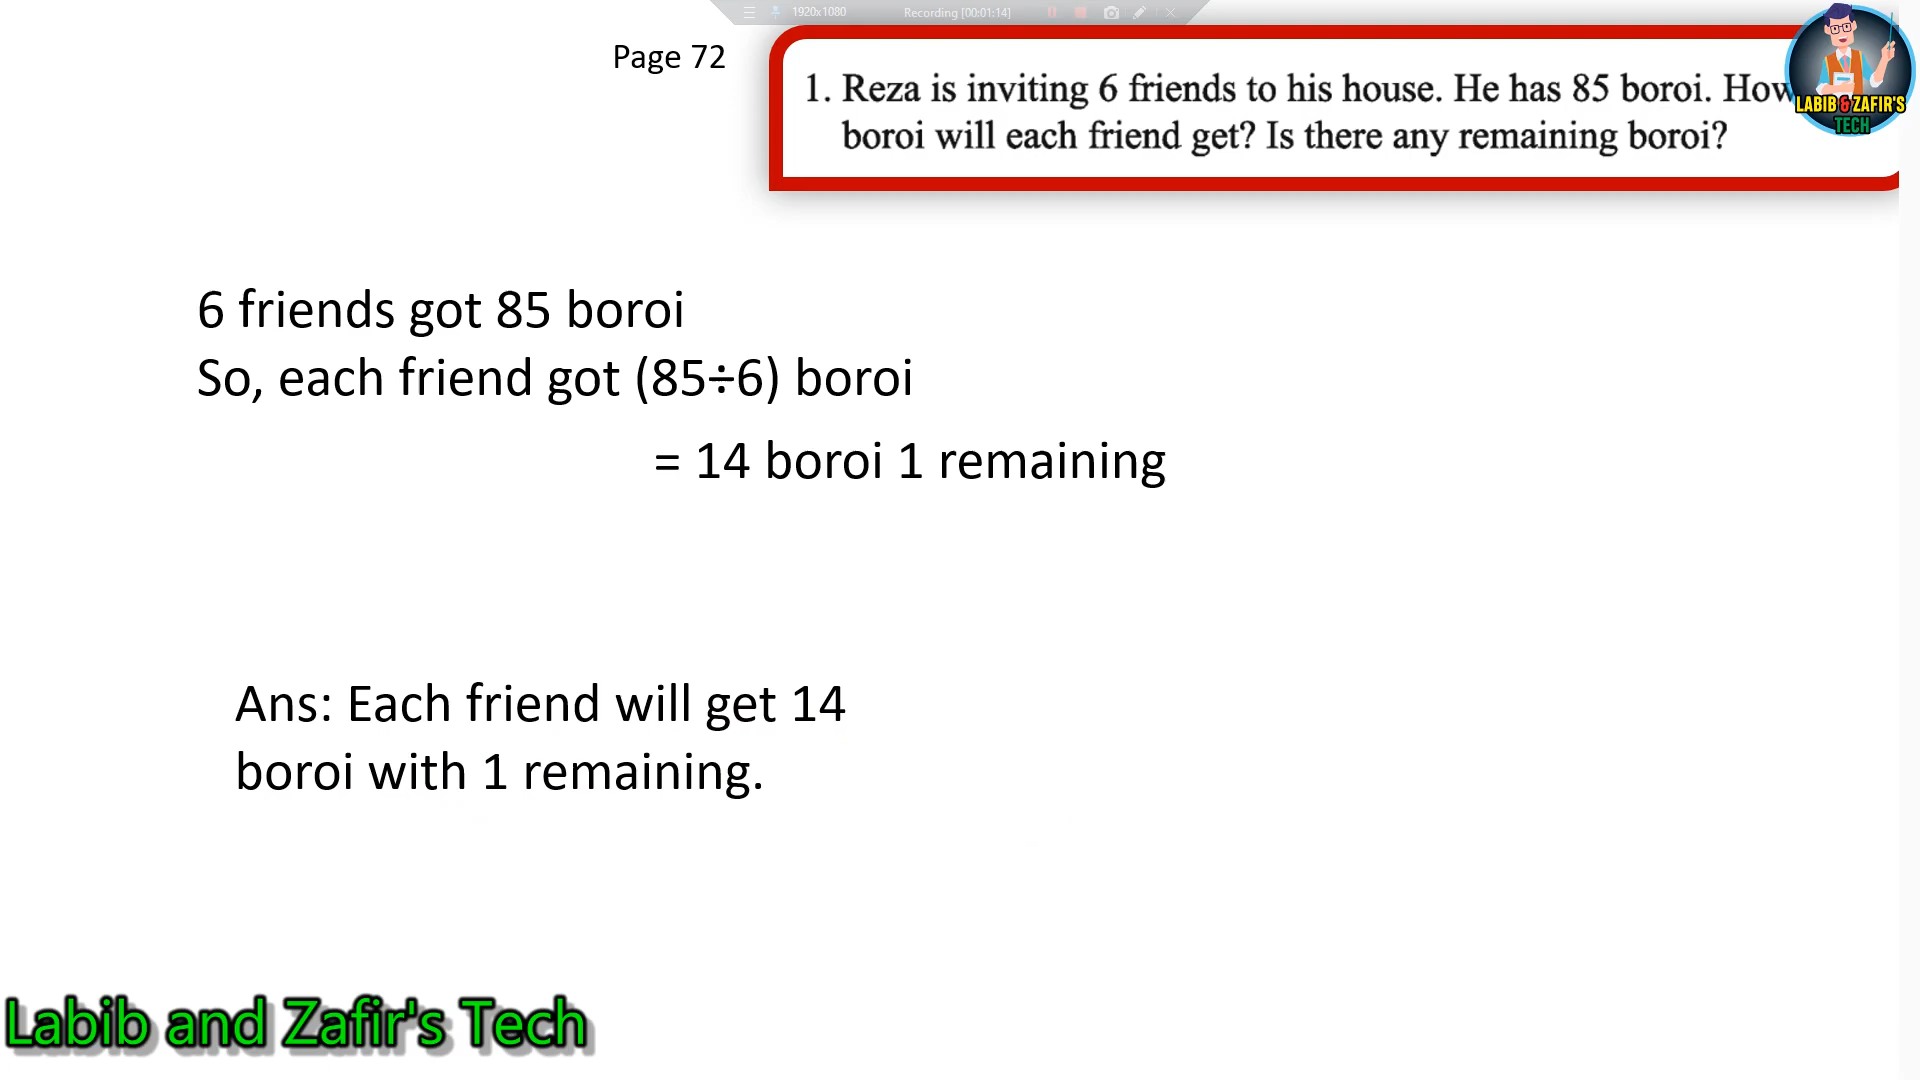 1920x1080
Recording [00:01:14]
Page 72
1. Reza is inviting 6 friends to his house. He has 85 boroi. How
boroi will each friend get? Is there any remaining boroi?
LABIB & ZAFIR'S
TECH
6 friends got 85 boroi
So, each friend got (85÷6) boroi
= 14 boroi 1 remaining
Ans: Each friend will get 14
boroi with 1 remaining.
Labib and Zafir's Tech